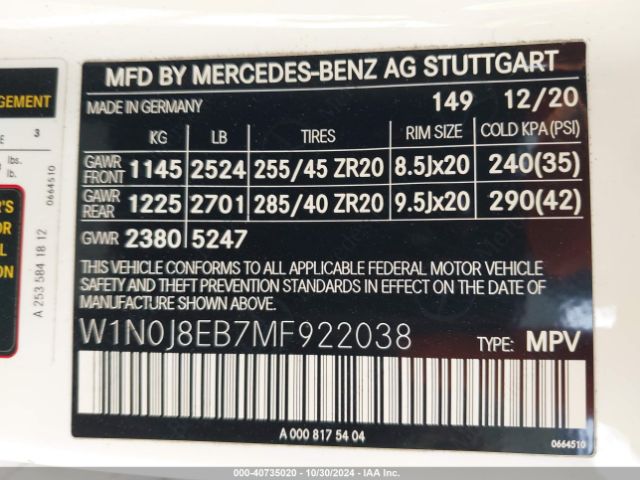 MFD BY MERCEDES-BENZ AG STUTTGART
MADE IN GERMANY 149 12/20
KG LB TIRES RIM SIZE COLD KPA (PSI)
GAWR FRONT 1145 2524 255/45 ZR20 8.5Jx20 240(35)
GAWR REAR 1225 2701 285/40 ZR20 9.5Jx20 290(42)
GVWR 2380 5247
THIS VEHICLE CONFORMS TO ALL APPLICABLE FEDERAL MOTOR VEHICLE
SAFETY AND THEFT PREVENTION STANDARDS IN EFFECT ON THE DATE OF
MANUFACTURE SHOWN ABOVE.
W1N0J8EB7MF922038 TYPE: MPV
A 000 817 54 04
0664510
3
lbs.
lb.
0664510
A 253 584 18 12
000-40735020 - 10/30/2024 - IAA Inc.